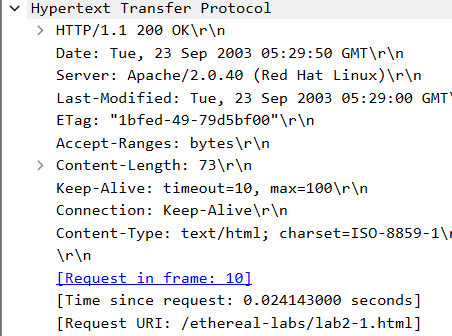 Hypertext Transfer Protocol
HTTP/1.1 200 OK\r\n
Date: Tue, 23 Sep 2003 05:29:50 GMT\r\n
Server: Apache/2.0.40 (Red Hat Linux)\r\n
Last-Modified: Tue, 23 Sep 2003 05:29:00 GMT\
ETag: "1bfed-49-79d5bf00"\r\n
Accept-Ranges: bytes\r\n
Content-Length: 73\r\n
Keep-Alive: timeout=10, max=100\r\n
Connection: Keep-Alive\r\n
Content-Type: text/html; charset=ISO-8859-1\r
\r\n
[Request in frame: 10]
[Time since request: 0.024143000 seconds]
[Request URI: /ethereal-labs/lab2-1.html]